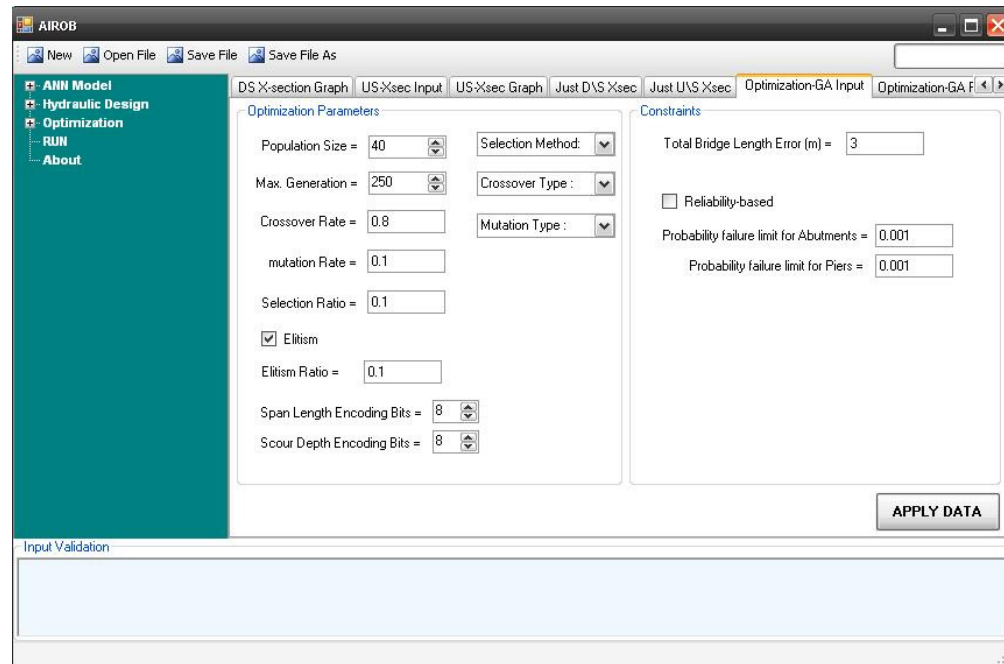 AIROB
New Open File Save File Save File As
ANN Model
Hydraulic Design
Optimization
RUN
About
DS X-section Graph US-Xsec Input US-Xsec Graph Just D\S Xsec Just U\S Xsec Optimization-GA Input Optimization-GA
Optimization Parameters
Population Size = 40
Selection Method:
Max. Generation = 250
Crossover Type :
Crossover Rate = 0.8
Mutation Type :
mutation Rate = 0.1
Selection Ratio = 0.1
Elitism
Elitism Ratio = 0.1
Span Length Encoding Bits = 8
Scour Depth Encoding Bits = 8
Constraints
Total Bridge Length Error (m) = 3
Reliability-based
Probability failure limit for Abutments = 0.001
Probability failure limit for Piers = 0.001
APPLY DATA
Input Validation